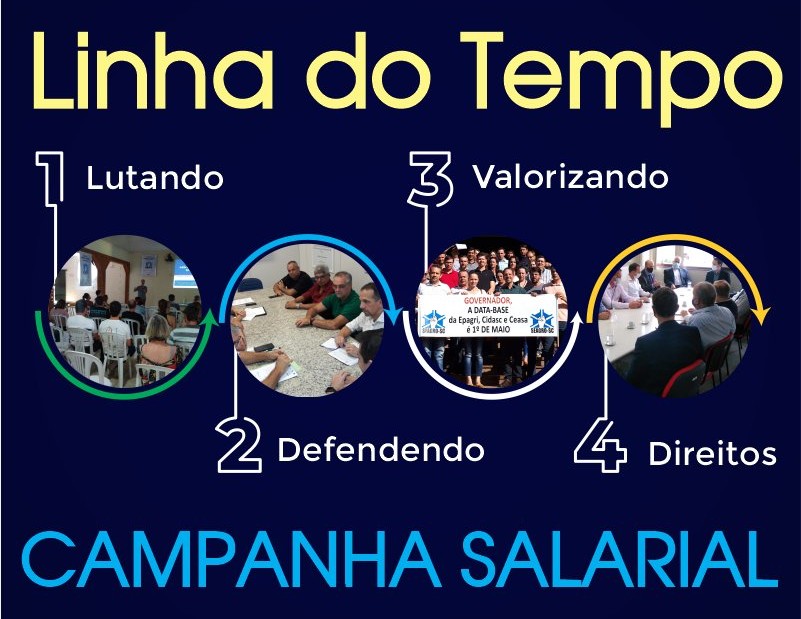 Linha do Tempo
1 Lutando
3 Valorizando
GOVERNADOR,
A DATA-BASE
da Epagri, Cidasc e Ceasa
é 1º DE MAIO
2 Defendendo
4 Direitos
CAMPANHA SALARIAL